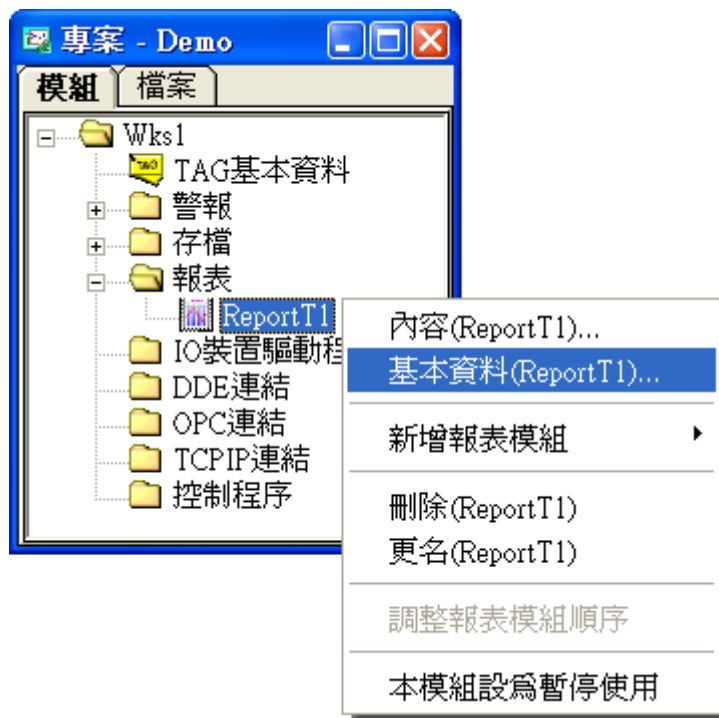 專案 - Demo
模組 檔案
Wks1
TAG基本資料
警報
存檔
報表
ReportT1
IO裝置驅動程
DDE連結
OPC連結
TCPIP連結
控制程序
內容(ReportT1)...
基本資料(ReportT1)...
新增報表模組
刪除(ReportT1)
更名(ReportT1)
調整報表模組順序
本模組設為暫停使用